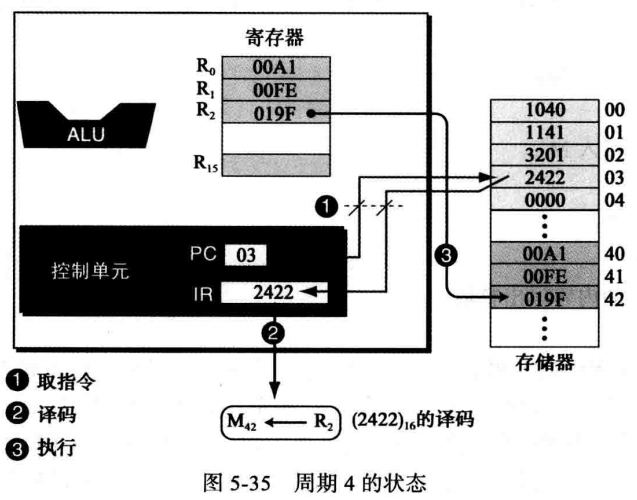 寄存器
R₀ 00A1
R₁ 00FE
R₂ 019F
R₁₅
ALU
1040 00
1141 01
3201 02
2422 03
0000 04
00A1 40
00FE 41
019F 42
存储器
1
3
控制单元
PC 03
IR 2422
2
1 取指令
2 译码
3 执行
M₄₂ ← R₂ (2422)₁₆的译码
图 5-35 周期 4 的状态